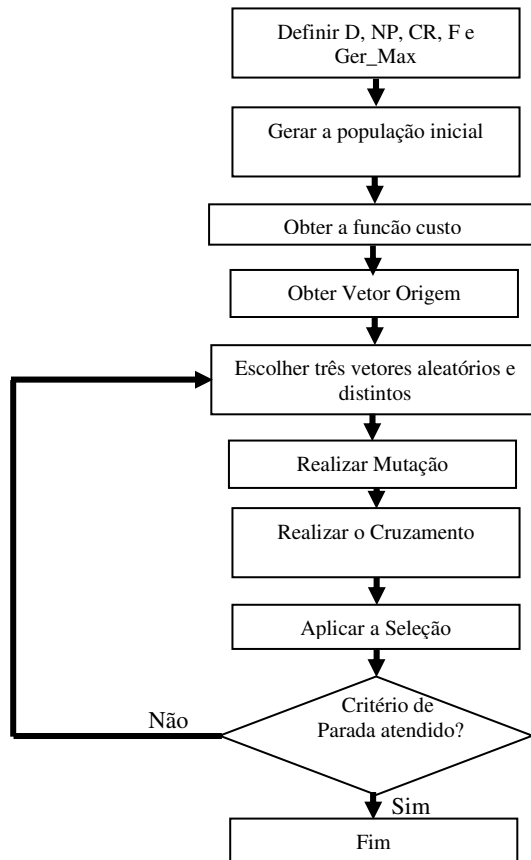 Definir D, NP, CR, F e
Ger_Max
Gerar a população inicial
Obter a funcão custo
Obter Vetor Origem
Escolher três vetores aleatórios e
distintos
Realizar Mutação
Realizar o Cruzamento
Aplicar a Seleção
Critério de
Parada atendido?
Não
Sim
Fim